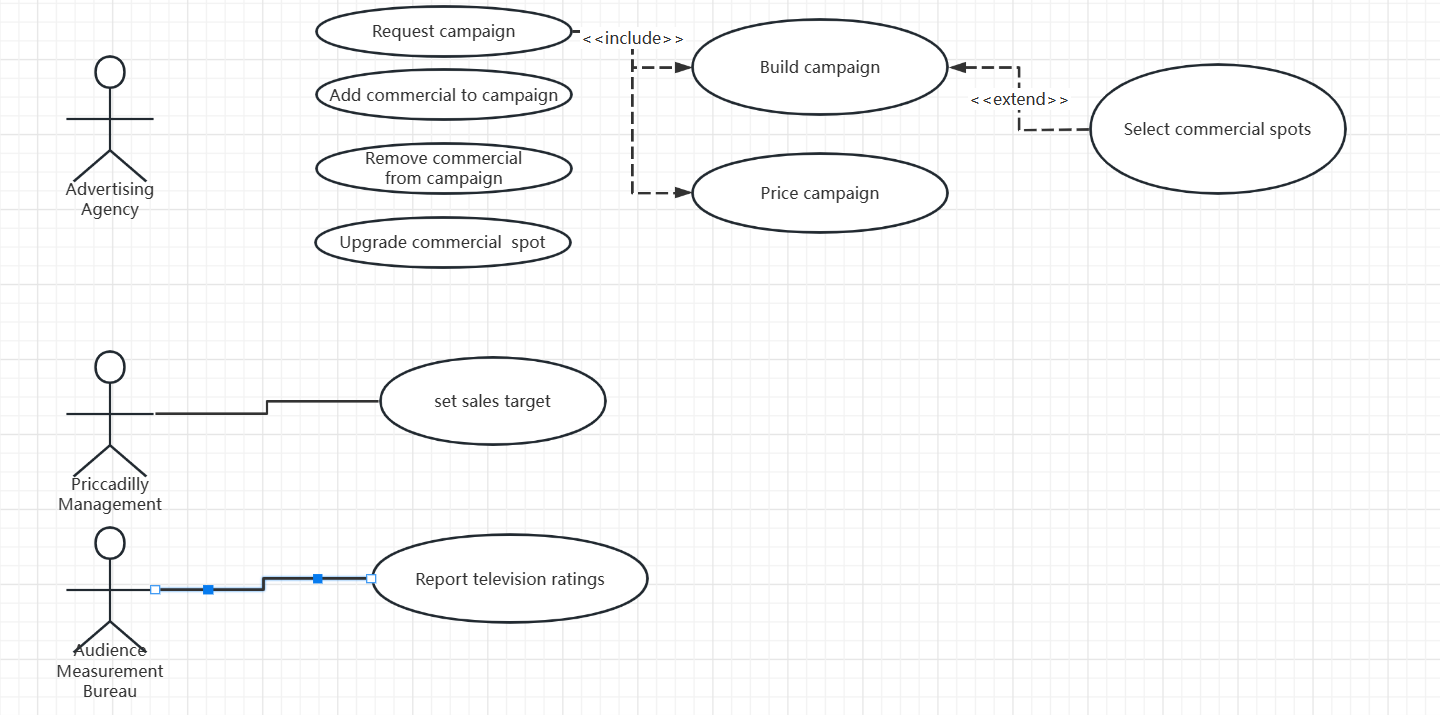 Request campaign
<<include>>
Build campaign
Add commercial to campaign
<<extend>>
Select commercial spots
Remove commercial
from campaign
Price campaign
Advertising
Agency
Upgrade commercial  spot
set sales target
Priccadilly
Management
Report television ratings
Audience
Measurement
Bureau